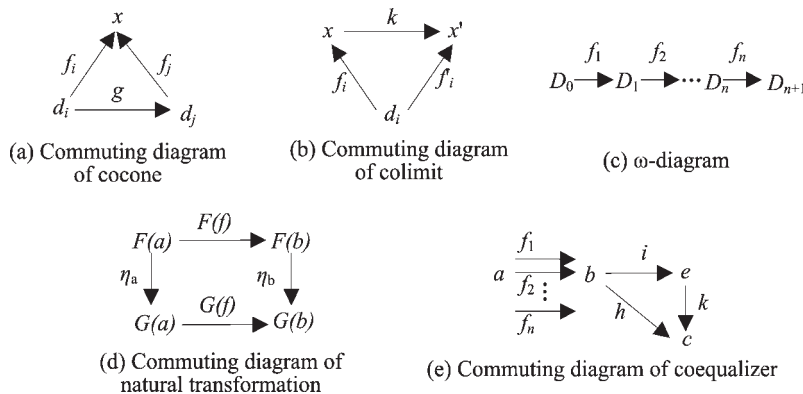 x
f_i f_j
g
d_i d_j
(a) Commuting diagram
of cocone
k
x x'
f_i f'_i
d_i
(b) Commuting diagram
of colimit
f_1 f_2 f_n
D_0 D_1 ··· D_n D_{n+1}
(c) ω-diagram
F(f)
F(a) F(b)
η_a η_b
G(f)
G(a) G(b)
(d) Commuting diagram of
natural transformation
f_1
i
a b e
f_2
⋮
h k
f_n
c
(e) Commuting diagram of coequalizer